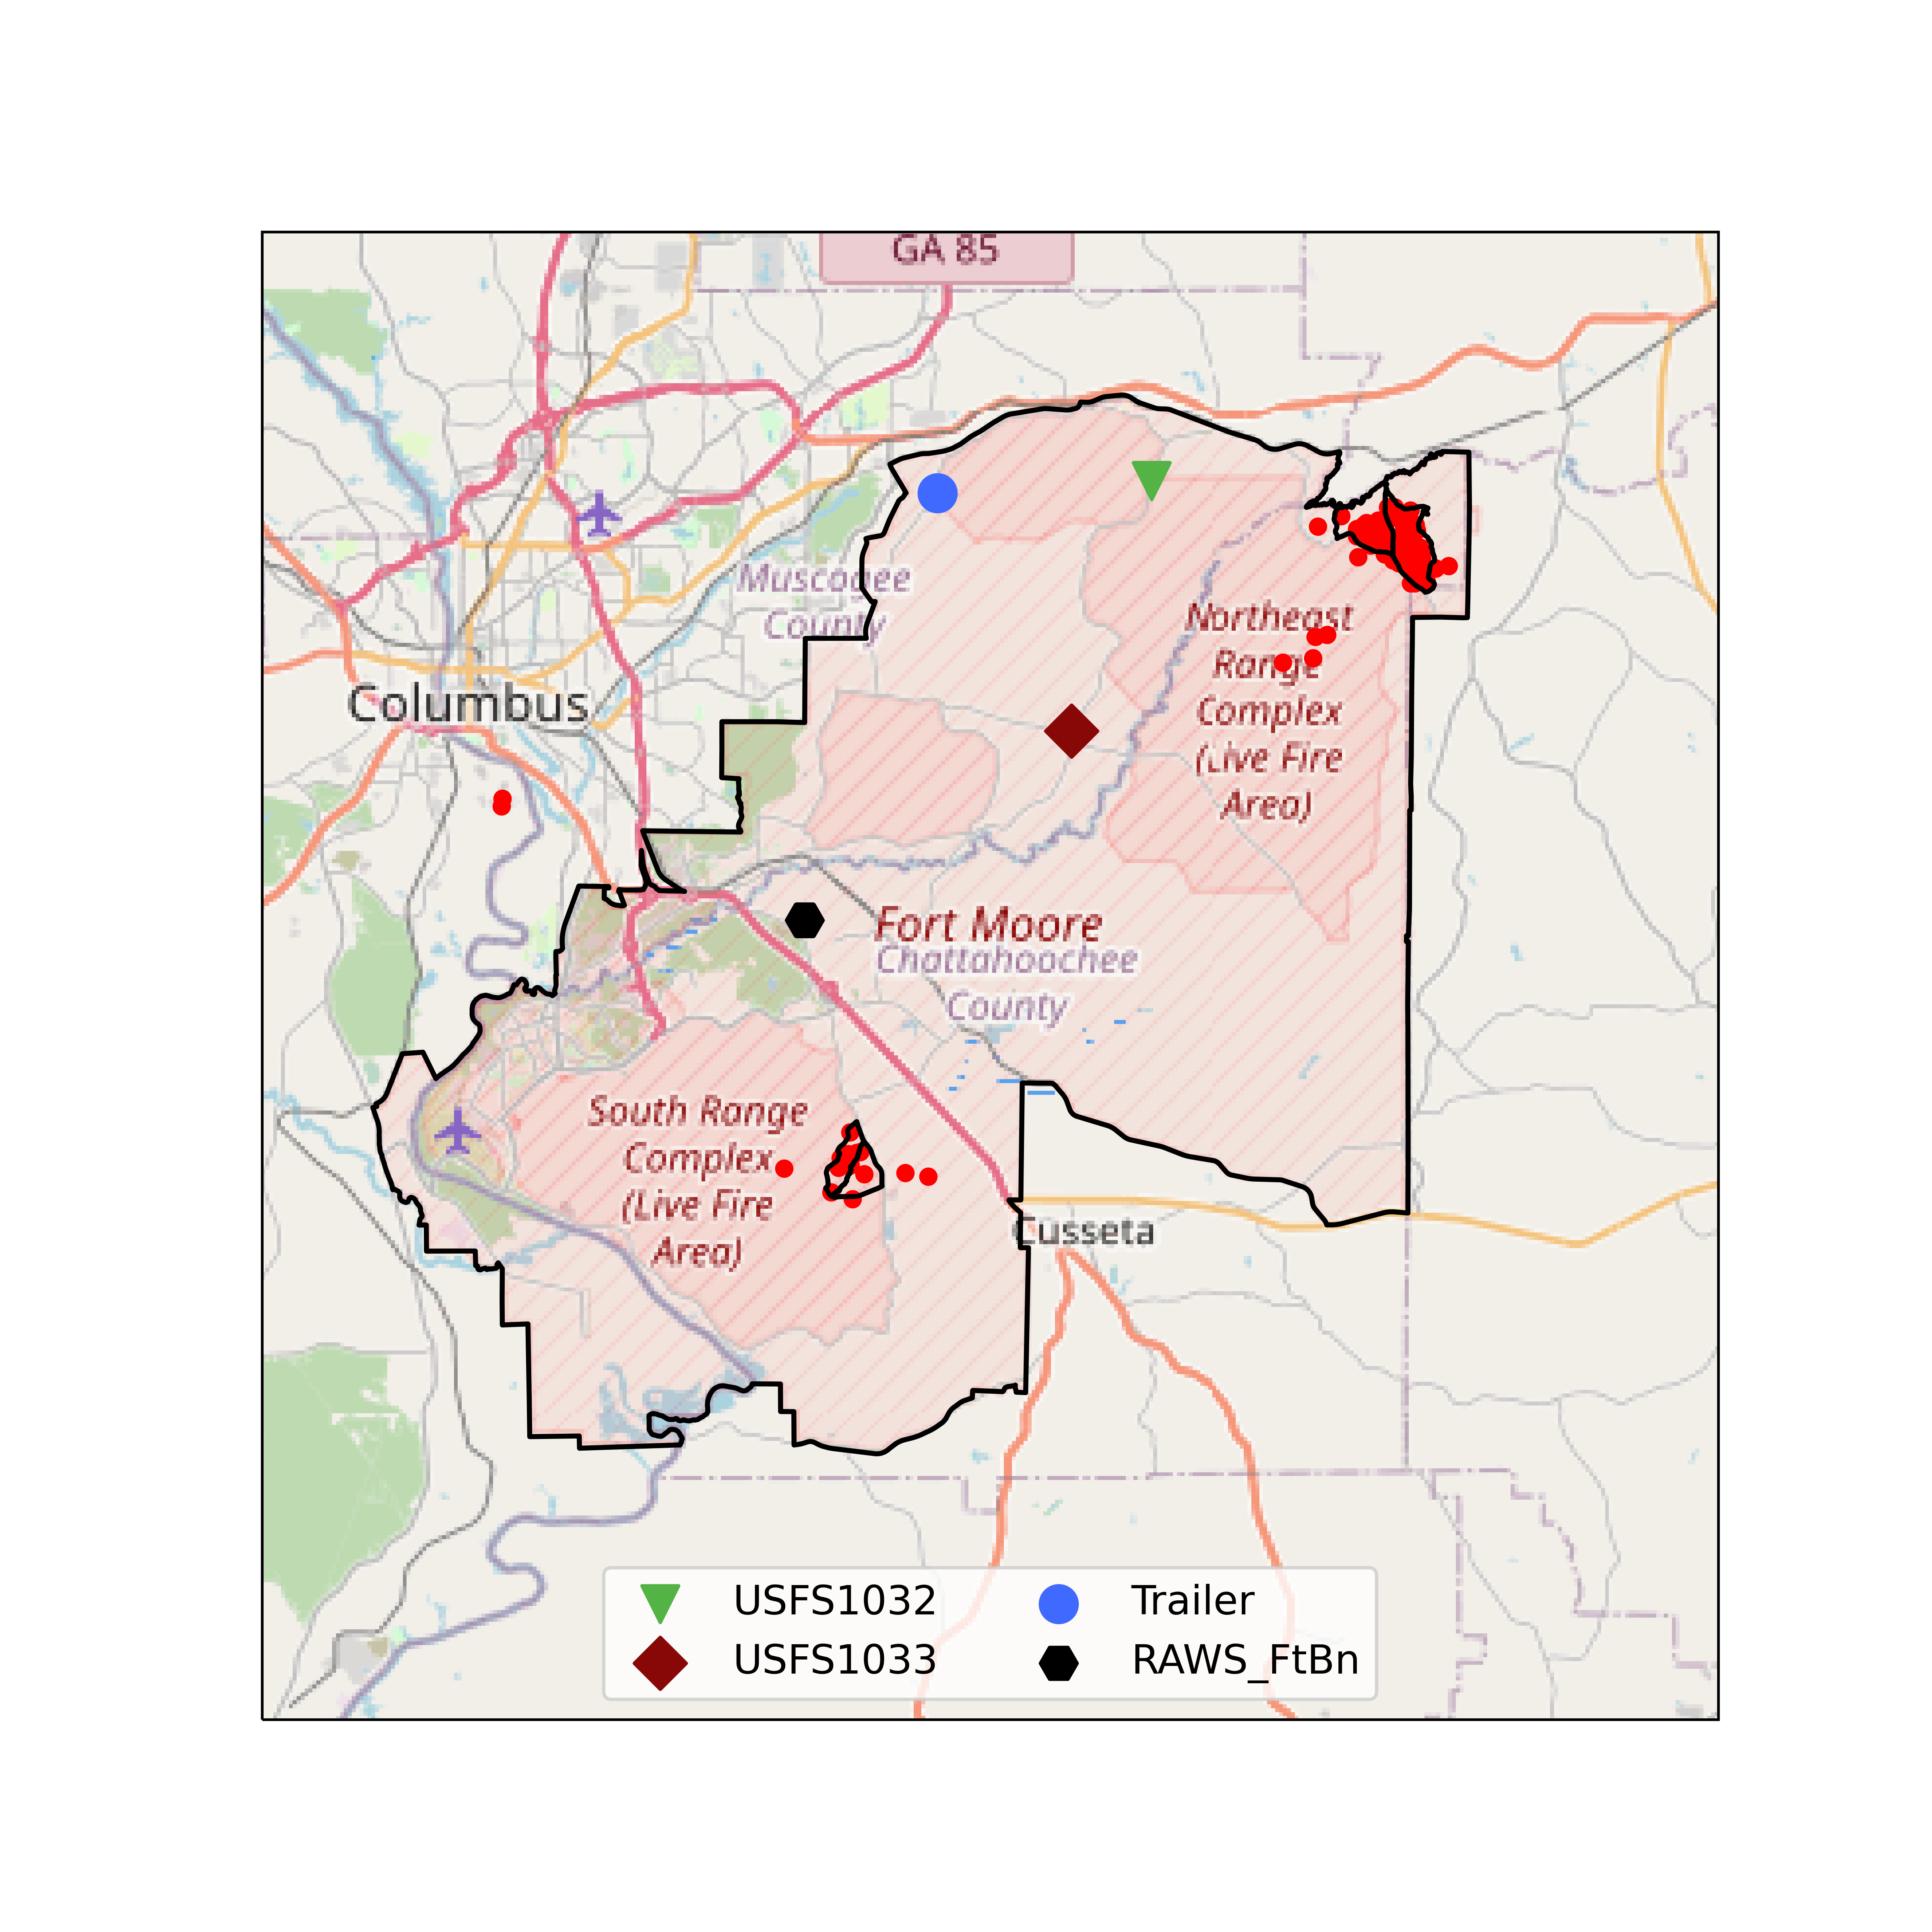 GA 85
Muscogee
County
Columbus
Northeast
Range
Complex
(Live Fire
Area)
Fort Moore
Chattahoochee
County
South Range
Complex
(Live Fire
Area)
Cusseta
USFS1032
Trailer
USFS1033
RAWS_FtBn